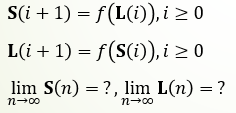 S(i + 1) = f(L(i)), i ≥ 0
L(i + 1) = f(S(i)), i ≥ 0
lim n→∞ S(n) = ?, lim n→∞ L(n) = ?